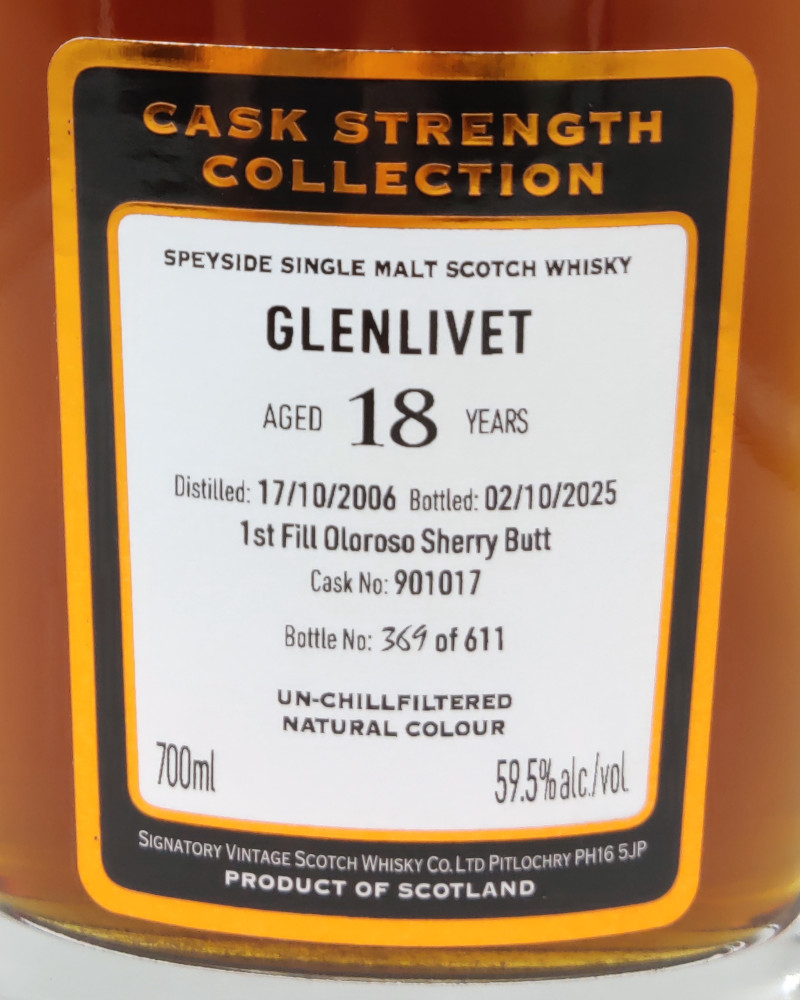 CASK STRENGTH
COLLECTION
SPEYSIDE SINGLE MALT SCOTCH WHISKY
GLENLIVET
AGED 18 YEARS
Distilled: 17/10/2006 Bottled: 02/10/2025
1st Fill Oloroso Sherry Butt
Cask No: 901017
Bottle No: 369 of 611
UN-CHILLFILTERED
NATURAL COLOUR
700ml 59.5% alc./vol.
SIGNATORY VINTAGE SCOTCH WHISKY CO. LTD PITLOCHRY PH16 5JP
PRODUCT OF SCOTLAND